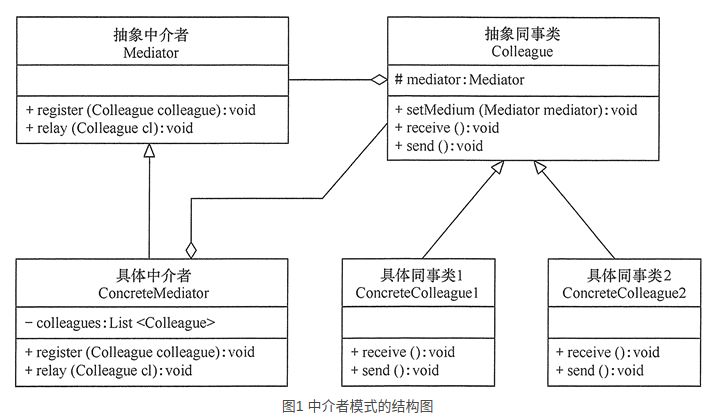 抽象中介者
Mediator
+ register (Colleague colleague): void
+ relay (Colleague cl): void
抽象同事类
Colleague
# mediator: Mediator
+ setMedium (Mediator mediator): void
+ receive (): void
+ send (): void
具体中介者
ConcreteMediator
− colleagues: List <Colleague>
+ register (Colleague colleague): void
+ relay (Colleague cl): void
具体同事类1
ConcreteColleague1
+ receive (): void
+ send (): void
具体同事类2
ConcreteColleague2
+ receive (): void
+ send (): void
图1 中介者模式的结构图